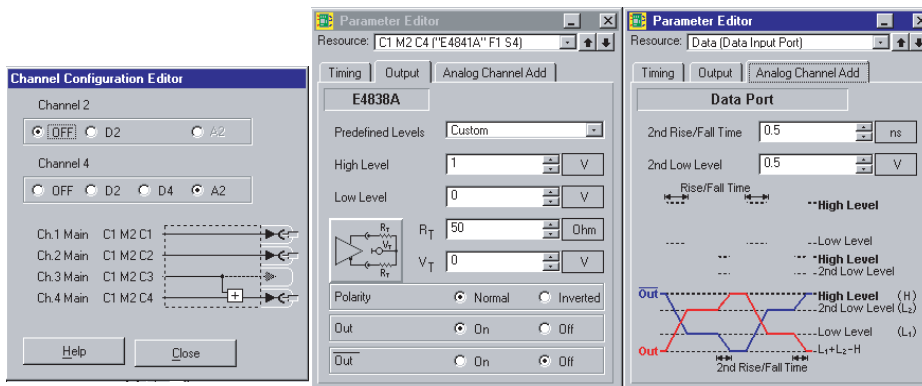 Channel Configuration Editor
Channel 2
OFF D2 A2
Channel 4
OFF D2 D4 A2
Ch.1 Main C1 M2 C1
Ch.2 Main C1 M2 C2
Ch.3 Main C1 M2 C3
Ch.4 Main C1 M2 C4
+
Help Close
Parameter Editor
Resource: C1 M2 C4 ("E4841A" F1 S4)
Timing Output Analog Channel Add
E4838A
Predefined Levels Custom
High Level 1 V
Low Level 0 V
RT VT RT
RT 50 Ohm
VT 0 V
Polarity Normal Inverted
Out On Off
Out On Off
Parameter Editor
Resource: Data (Data Input Port)
Timing Output Analog Channel Add
Data Port
2nd Rise/Fall Time 0.5 ns
2nd Low Level 0.5 V
Rise/Fall Time
High Level
Low Level
High Level
2nd Low Level
Out High Level (H)
2nd Low Level (L₂)
Low Level (L₁)
Out L₁+L₂-H
2nd Rise/Fall Time